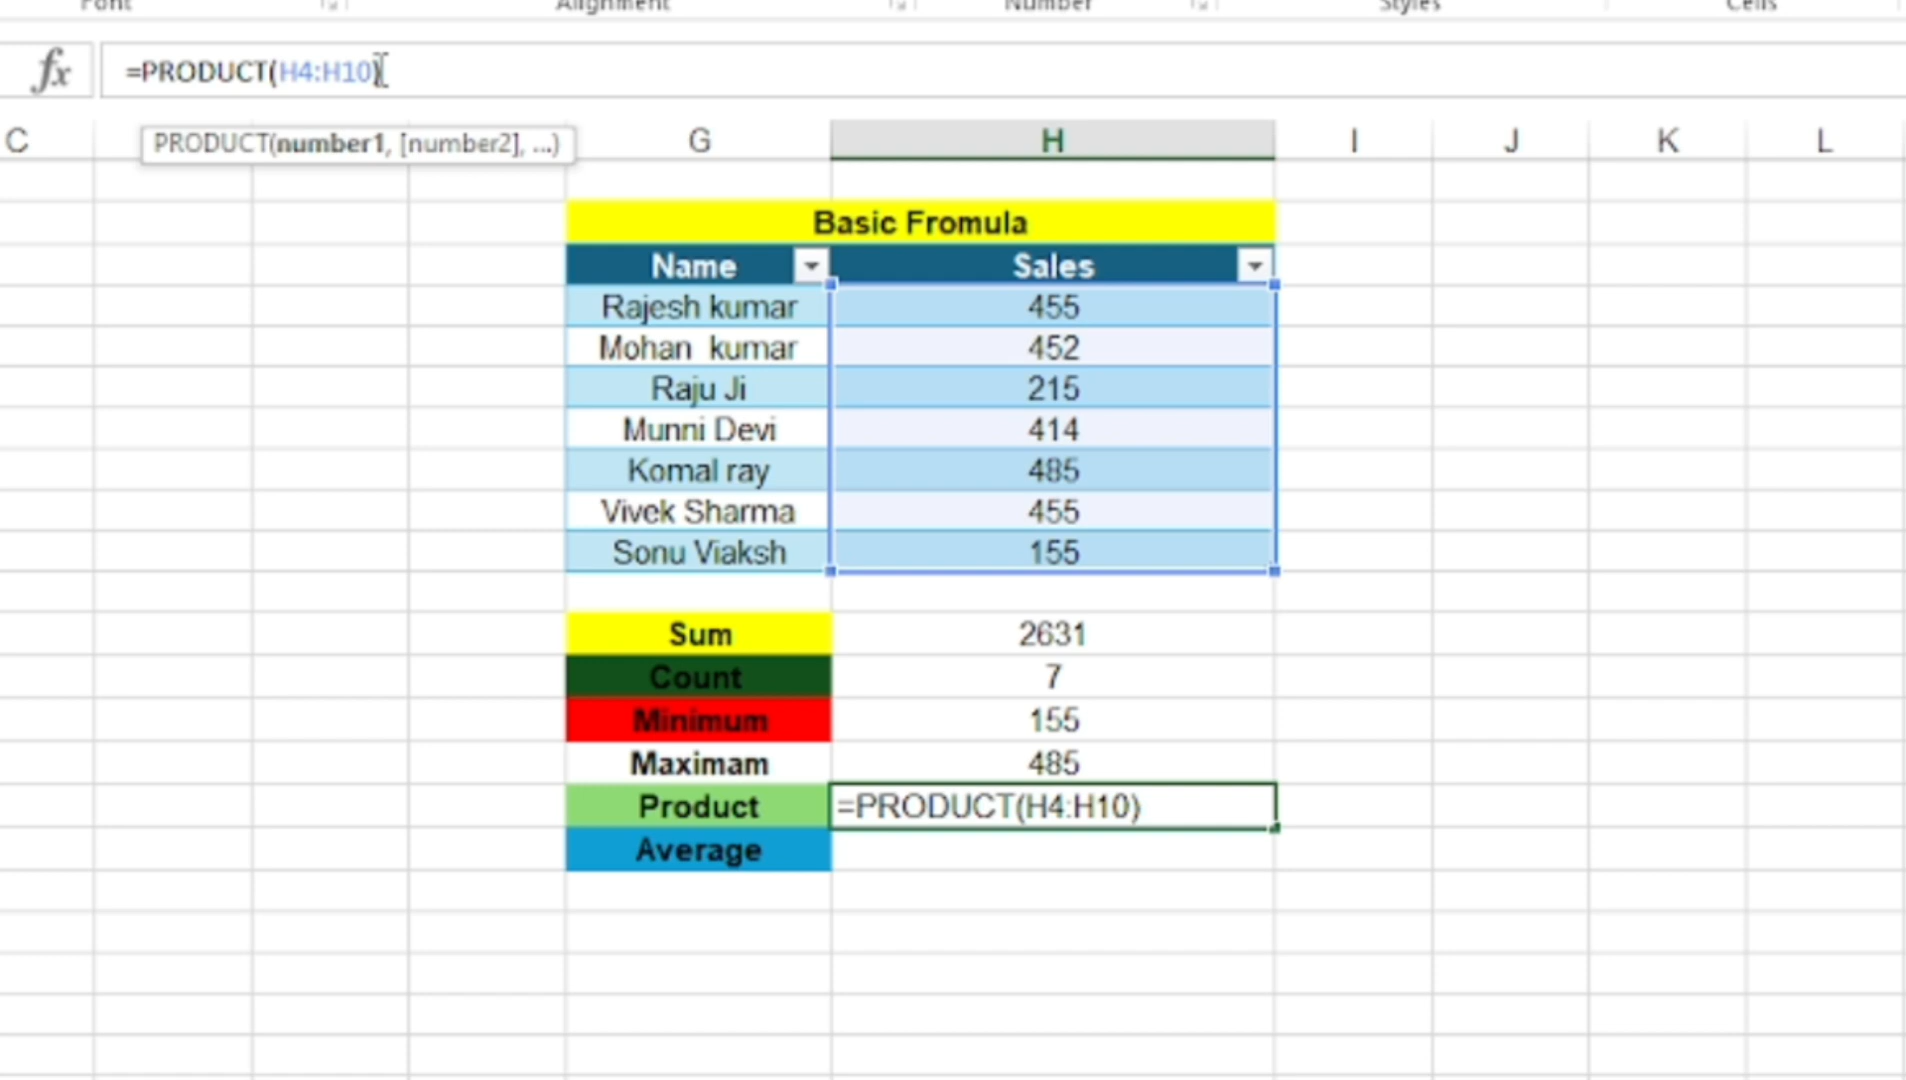 Font Alignment Number Styles Cells
fx =PRODUCT(H4:H10)
PRODUCT(number1, [number2], ...)
C G H I J K L
Basic Fromula
Name Sales
Rajesh kumar 455
Mohan kumar 452
Raju Ji 215
Munni Devi 414
Komal ray 485
Vivek Sharma 455
Sonu Viaksh 155
Sum 2631
Count 7
Minimum 155
Maximam 485
Product =PRODUCT(H4:H10)
Average